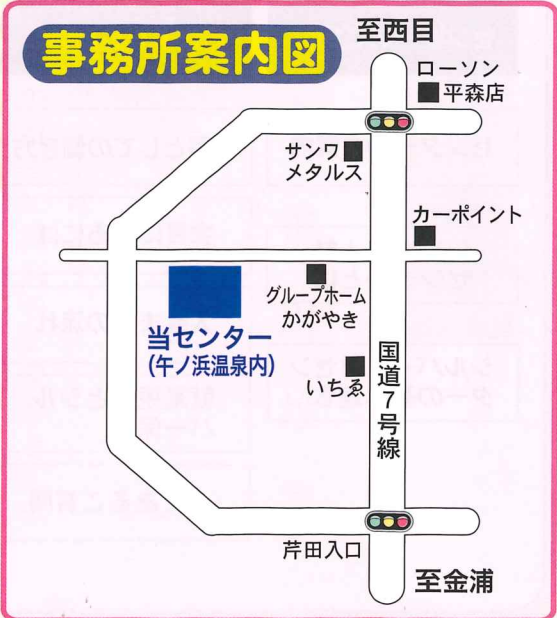 事務所案内図
至西目
ローソン
平森店
サンワ
メタルス
カーポイント
グループホーム
かがやき
当センター
(午ノ浜温泉内)
いちゑ
国道7号線
芹田入口
至金浦